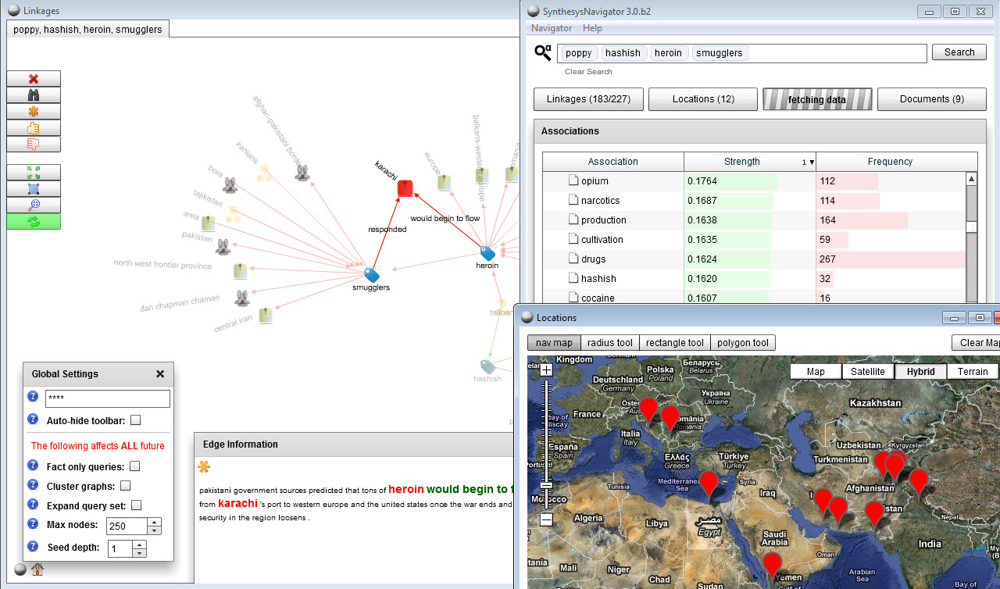 Linkages
poppy, hashish, heroin, smugglers
afghan-pakistani border
iranians
bora
tajikistan
area
pakistan
north west frontier province
dan chapman chaman
central iran
karachi
europe
balkans-western europe
would begin to flow
responded
smugglers
heroin
taliban
hashish
Global Settings
****
Auto-hide toolbar:
The following affects ALL future
Fact only queries:
Cluster graphs:
Expand query set:
Max nodes: 250
Seed depth: 1
Edge Information
pakistani government sources predicted that tons of heroin would begin to f
from karachi 's port to western europe and the united states once the war ends and
security in the region loosens .
SynthesysNavigator 3.0.b2
Navigator Help
poppy hashish heroin smugglers Search
Clear Search
Linkages (183/227) Locations (12) fetching data Documents (9)
Associations
Association Strength 1 Frequency
opium 0.1764 112
narcotics 0.1687 114
production 0.1638 164
cultivation 0.1635 59
drugs 0.1624 267
hashish 0.1620 32
cocaine 0.1607 16
Locations
nav map radius tool rectangle tool polygon tool Clear Map
Map Satellite Hybrid Terrain
Kingdom
Polska
Poland
Беларусь
Belarus
Deutschland
Germany
Україна
Ukraine
France
România
Romania
Kazakhstan
Italia
Italy
Uzbekistan
Kyrgyzstan
Turkmenistan
España
Spain
Ελλάς
Greece
Türkiye
Turkey
Mediterranean
Sea
Tunisia
Syria
Iraq
Afghanistan
Nepal
Algeria
Libya
مصر
Egypt
Saudi
Arabia
Oman
India
Mali
Niger
Chad
Sudan
Yemen
Gulf of
Arabian
Sea
Bay of